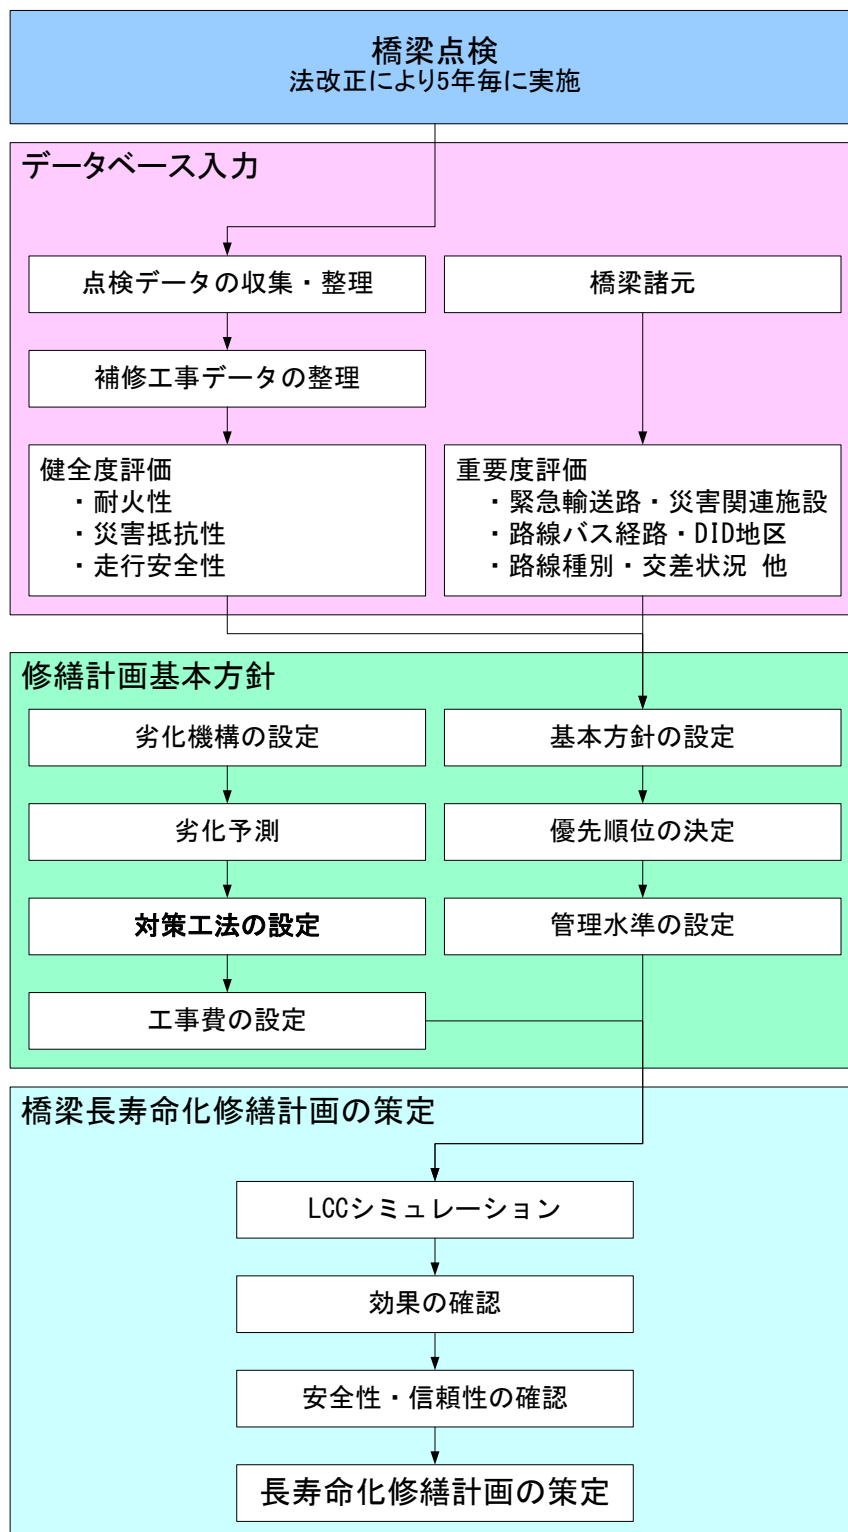 橋梁点検
法改正により5年毎に実施
データベース入力
点検データの収集・整理
橋梁諸元
補修工事データの整理
健全度評価
・耐火性
・災害抵抗性
・走行安全性
重要度評価
・緊急輸送路・災害関連施設
・路線バス経路・DID地区
・路線種別・交差状況 他
修繕計画基本方針
劣化機構の設定
基本方針の設定
劣化予測
優先順位の決定
対策工法の設定
管理水準の設定
工事費の設定
橋梁長寿命化修繕計画の策定
LCCシミュレーション
効果の確認
安全性・信頼性の確認
長寿命化修繕計画の策定